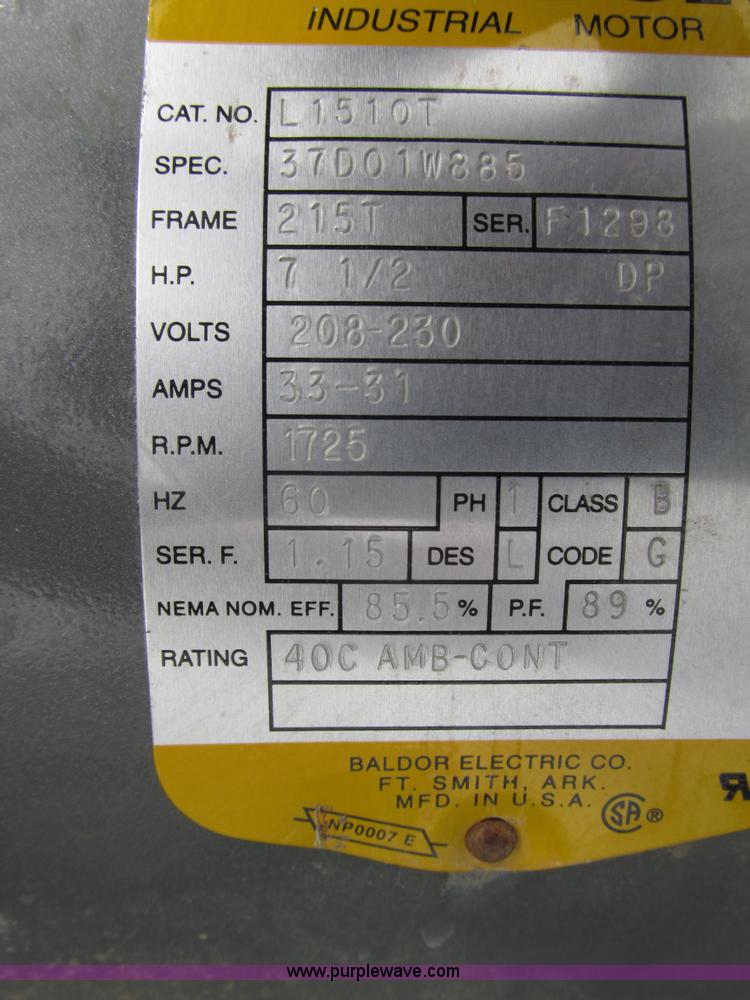 INDUSTRIAL MOTOR
CAT. NO. L1510T
SPEC. 37D01W885
FRAME 215T SER. F1298
H.P. 7 1/2 DP
VOLTS 208-230
AMPS 33-31
R.P.M. 1725
HZ 60 PH 1 CLASS B
SER. F. 1.15 DES L CODE G
NEMA NOM. EFF. 85.5% P.F. 89 %
RATING 40C AMB-CONT
BALDOR ELECTRIC CO.
FT. SMITH, ARK.
MFD. IN U.S.A.
SA ®
NP0007 E
www.purplewave.com